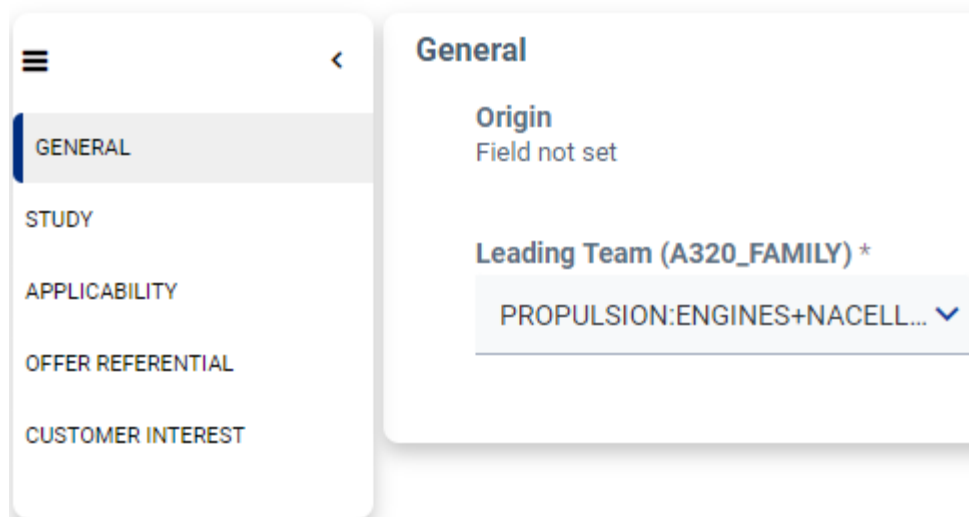 GENERAL
STUDY
APPLICABILITY
OFFER REFERENTIAL
CUSTOMER INTEREST
General
Origin
Field not set
Leading Team (A320_FAMILY) *
PROPULSION:ENGINES+NACELL...